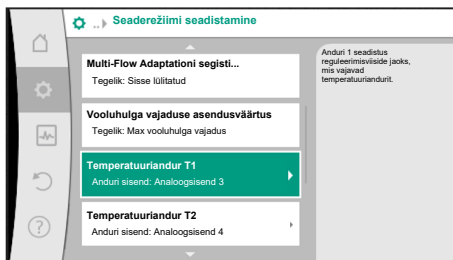 ..▸ Seaderežiimi seadistamine
Multi-Flow Adaptationi segisti...
Tegelik: Sisse lülitatud
Vooluhulga vajaduse asendusväärtus
Tegelik: Max vooluhulga vajadus
Temperatuuriandur T1
Anduri sisend: Analoogsisend 3
Temperatuuriandur T2
Anduri sisend: Analoogsisend 4
Anduri 1 seadistus
reguleerimisviiside jaoks,
mis vajavad
temperatuuriandurit.